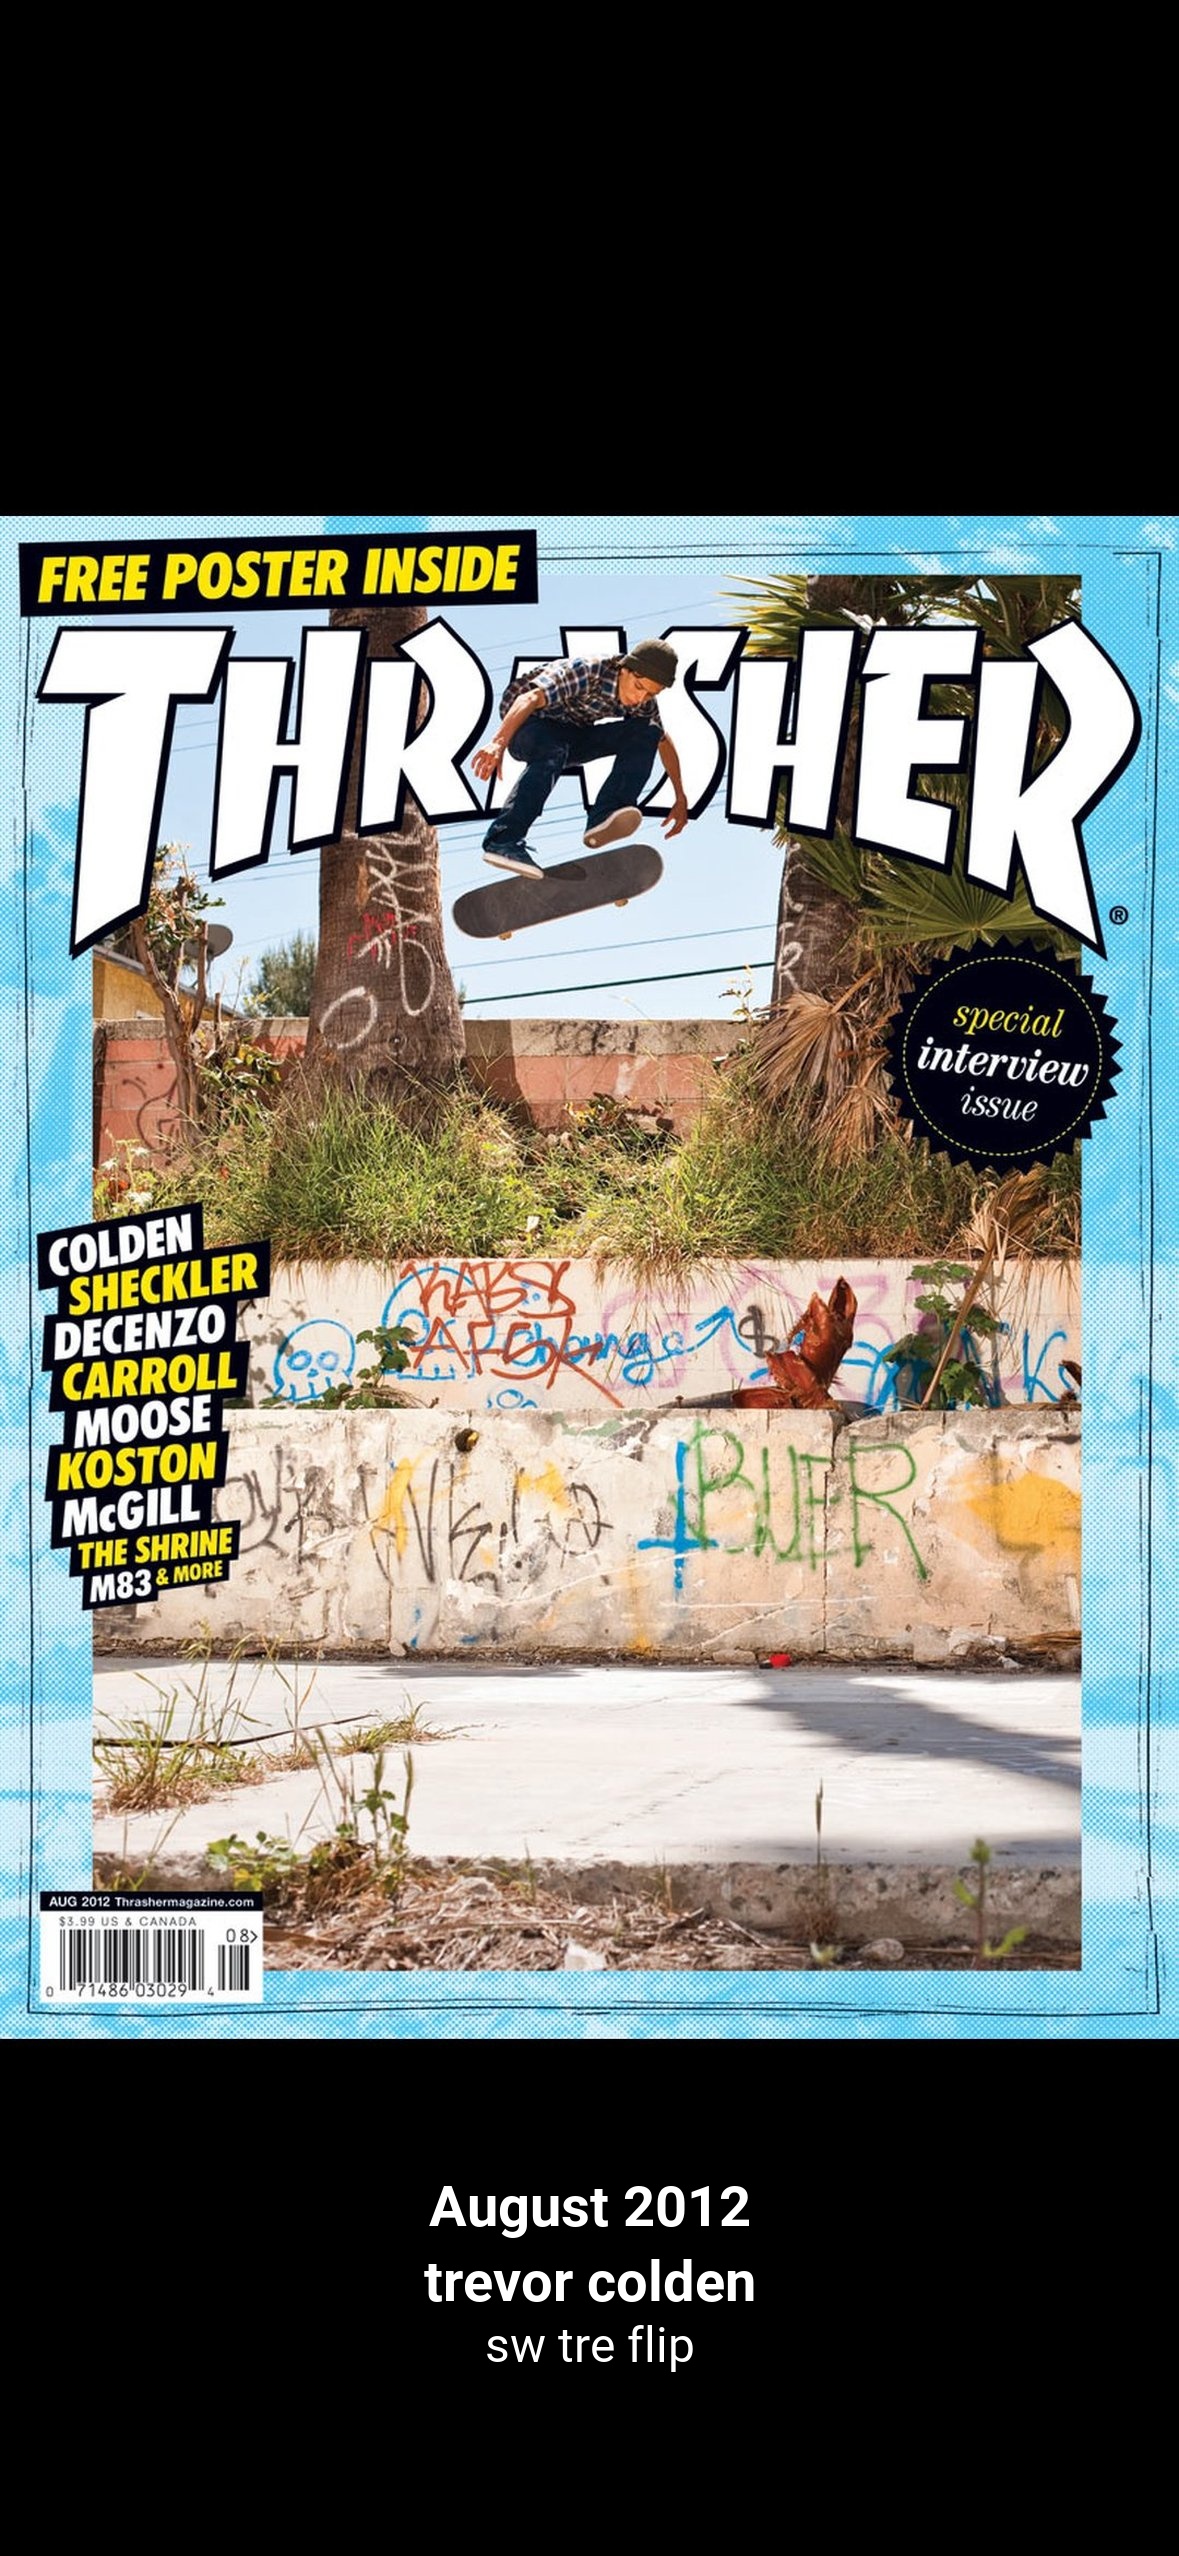 FREE POSTER INSIDE
THRASHER
®
special
interview
issue
COLDEN
SHECKLER
DECENZO
CARROLL
MOOSE
KOSTON
McGILL
THE SHRINE
M83 & MORE
Change
BUER
AUG 2012 Thrashermagazine.com
$3.99 US & CANADA
08>
0 71486 03029 4
August 2012
trevor colden
sw tre flip